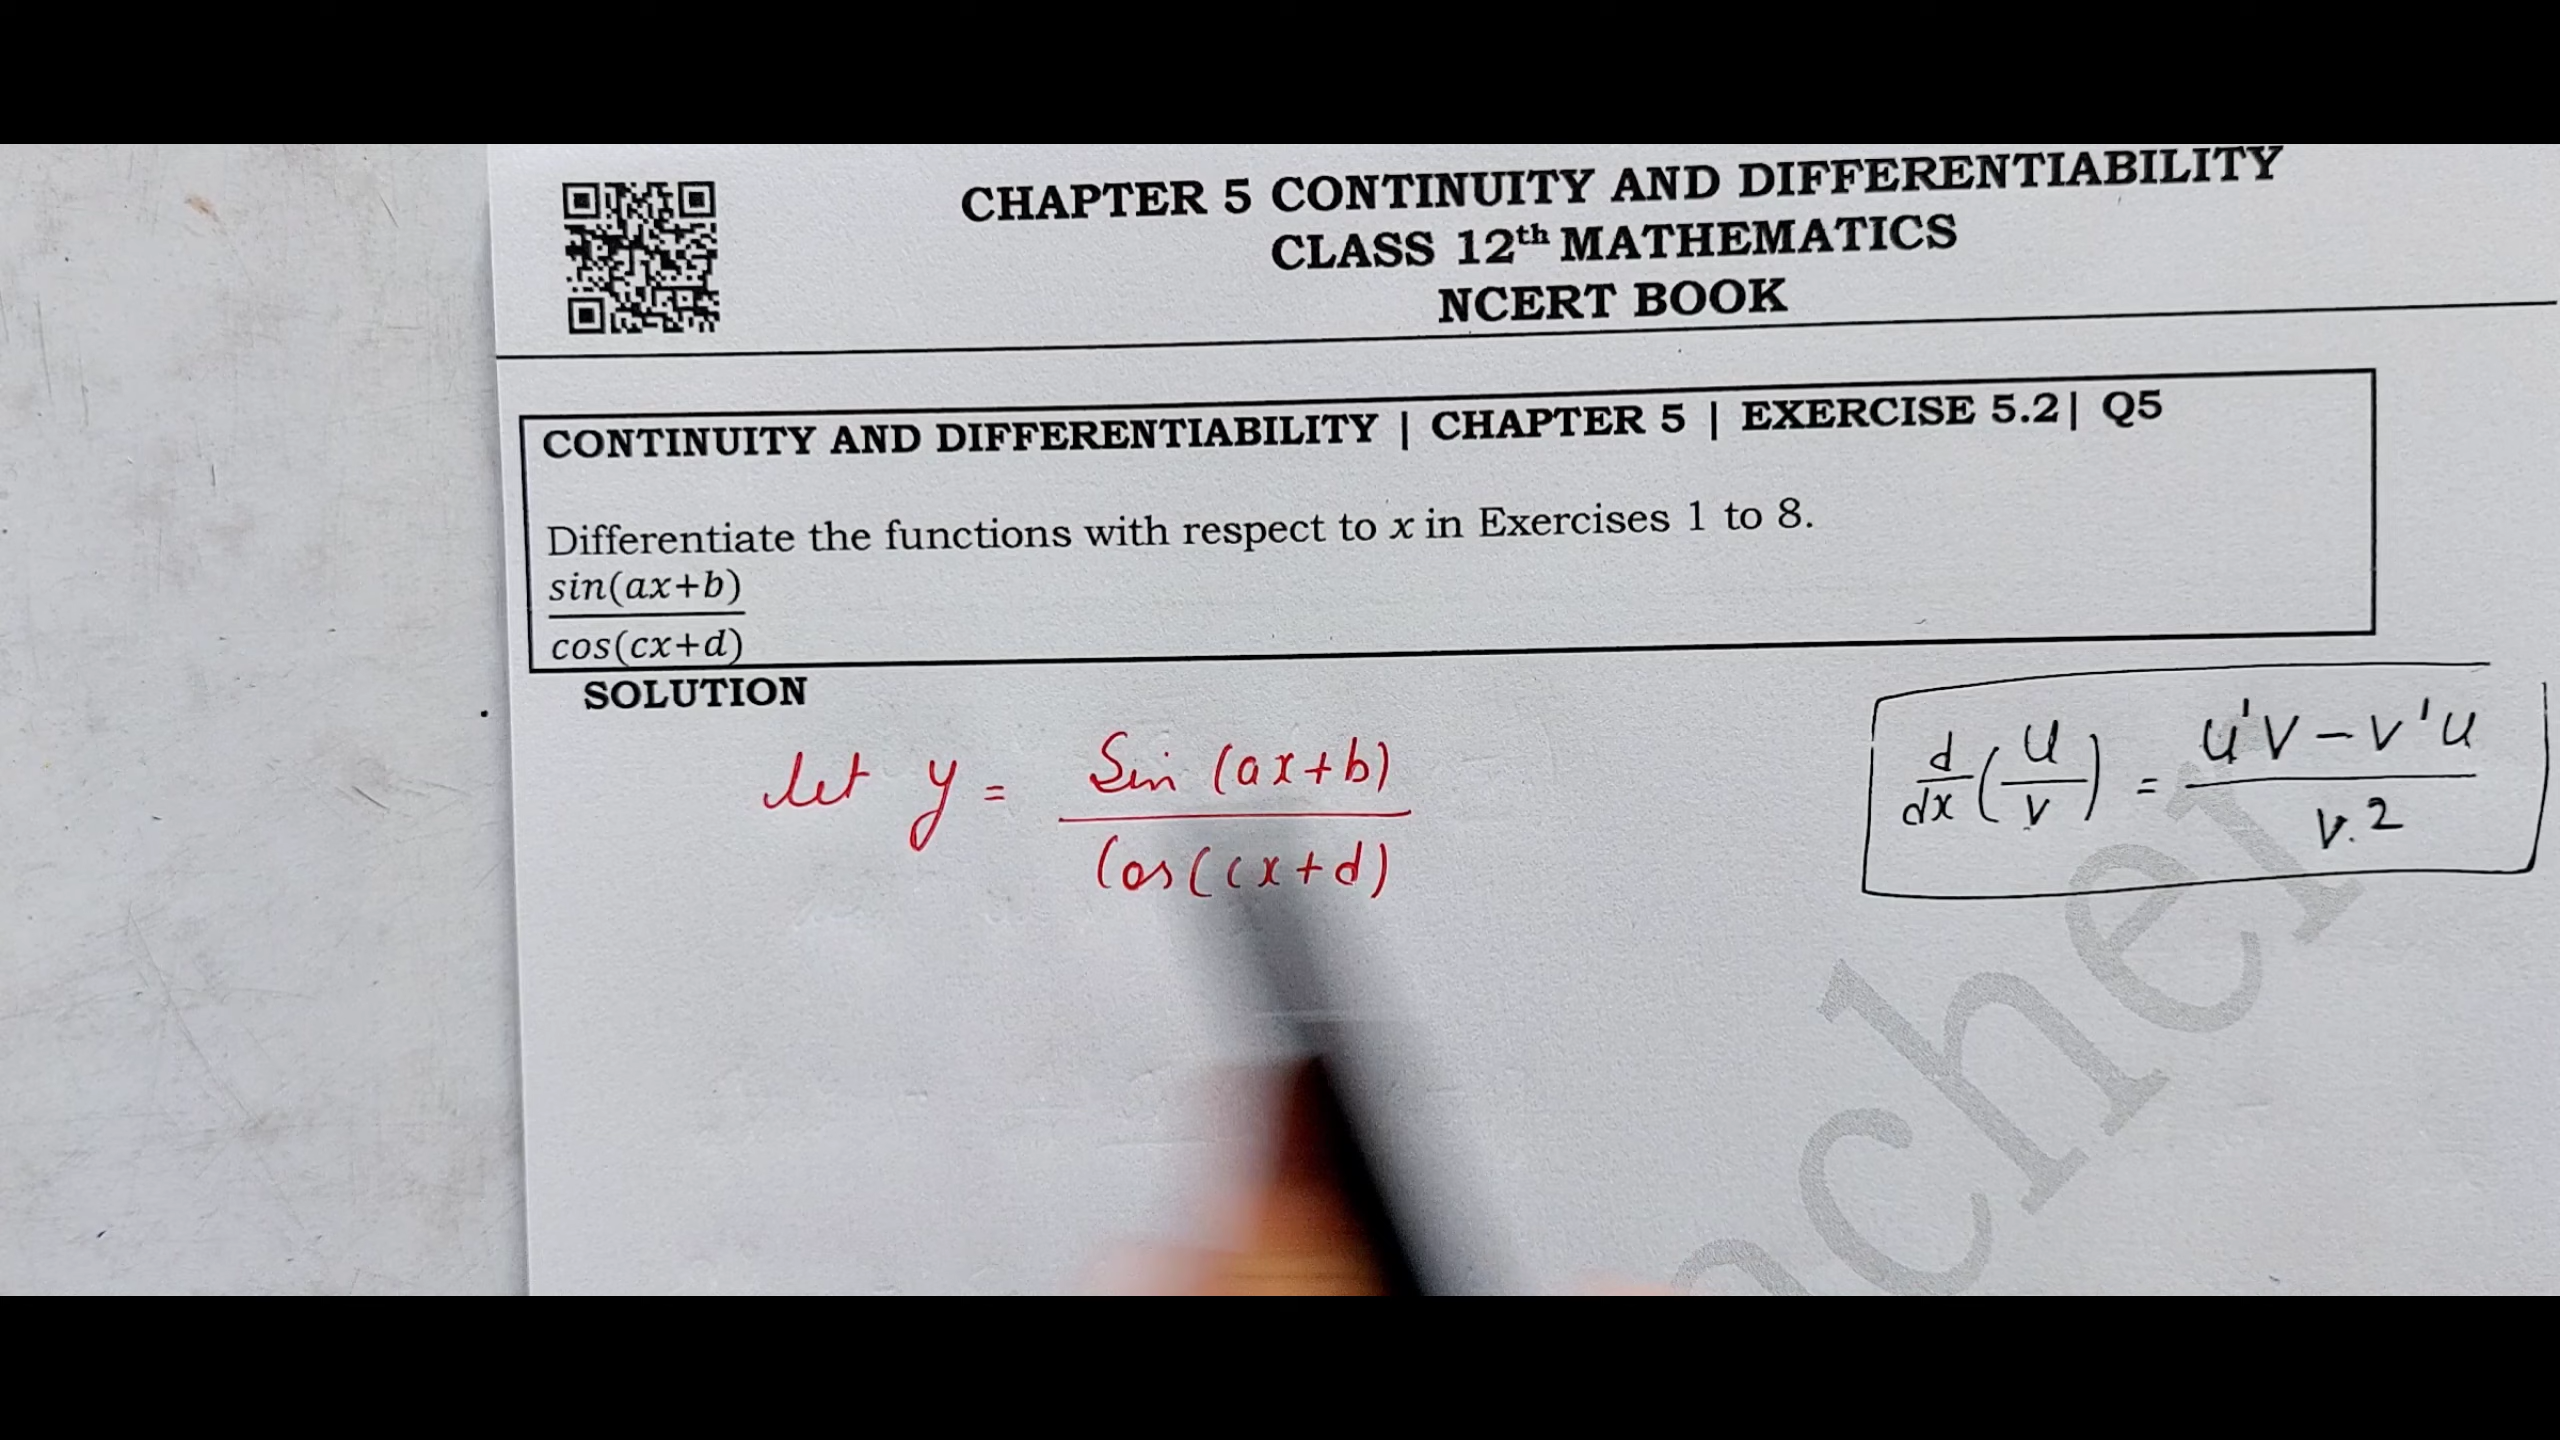 CHAPTER 5 CONTINUITY AND DIFFERENTIABILITY
CLASS 12th MATHEMATICS
NCERT BOOK
CONTINUITY AND DIFFERENTIABILITY | CHAPTER 5 | EXERCISE 5.2| Q5
Differentiate the functions with respect to x in Exercises 1 to 8.
sin(ax+b)
cos(cx+d)
SOLUTION
let y = Sin (ax+b)
Cos(cx+d)
d/dx (u/v) = u'v - v'u
v.2